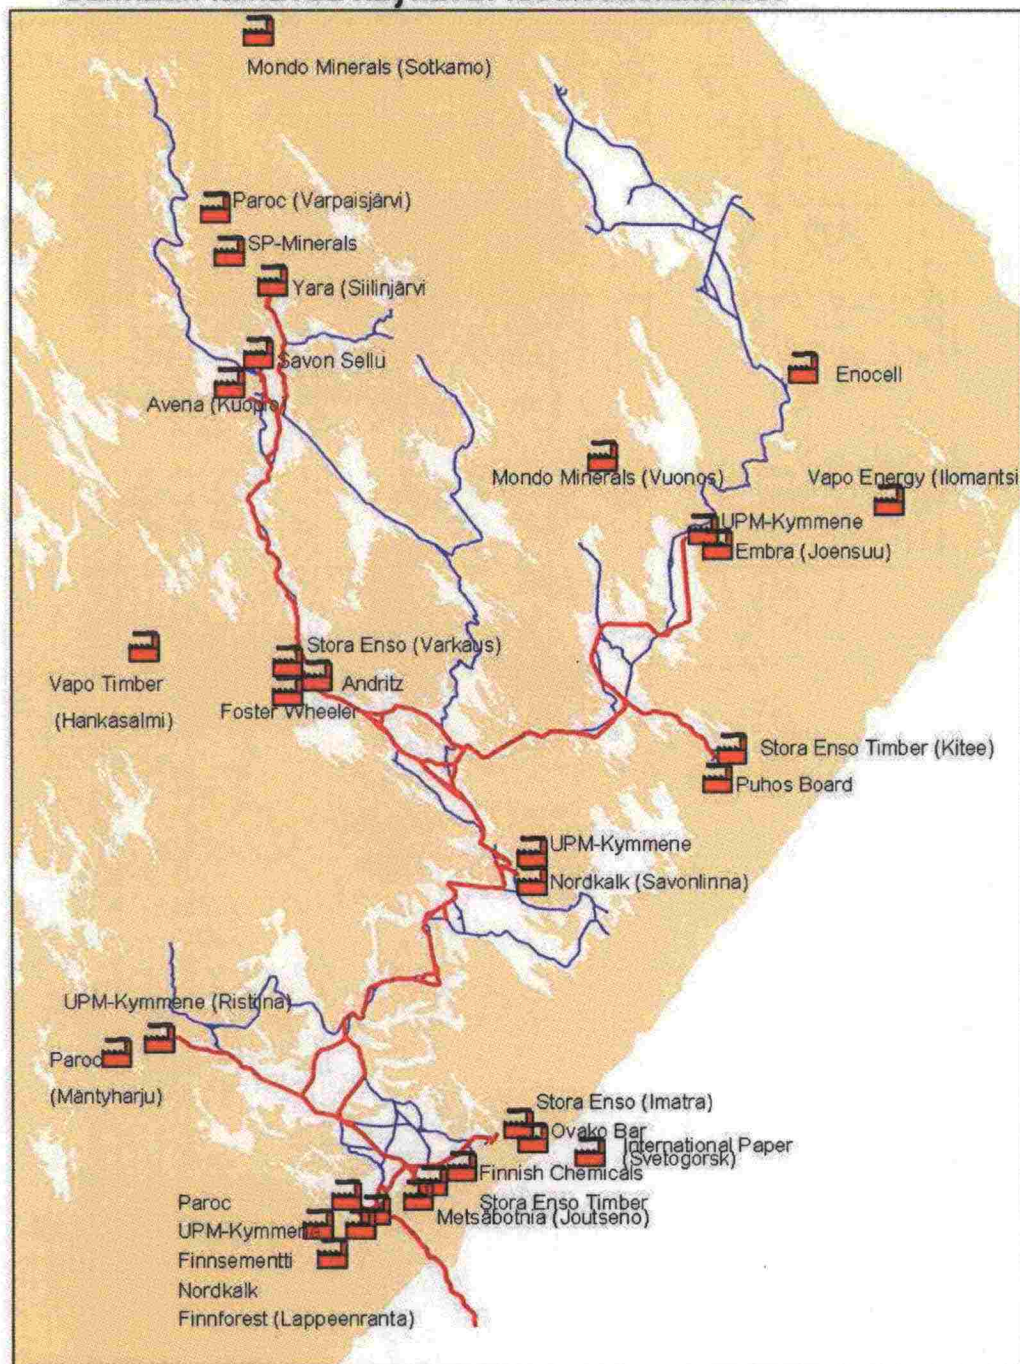 Mondo Minerals (Sotkamo)
Paroc (Varpaisjärvi)
SP-Minerals
Yara (Siilinjärvi
Savon Sellu
Avena (Kuopio)
Enocell
Mondo Minerals (Vuonos)
Vapo Energy (Ilomantsi
UPM-Kymmene
Embra (Joensuu)
Stora Enso (Varkaus)
Andritz
Foster Wheeler
Vapo Timber
(Hankasalmi)
Stora Enso Timber (Kitee)
Puhos Board
UPM-Kymmene
Nordkalk (Savonlinna)
UPM-Kymmene (Ristiina)
Paroc
(Mäntyharju)
Stora Enso (Imatra)
Ovako Bar
International Paper
(Svetogorsk)
Finnish Chemicals
Stora Enso Timber
Metsäbotnia (Joutseno)
Paroc
UPM-Kymmene
Finnsementti
Nordkalk
Finnforest (Lappeenranta)